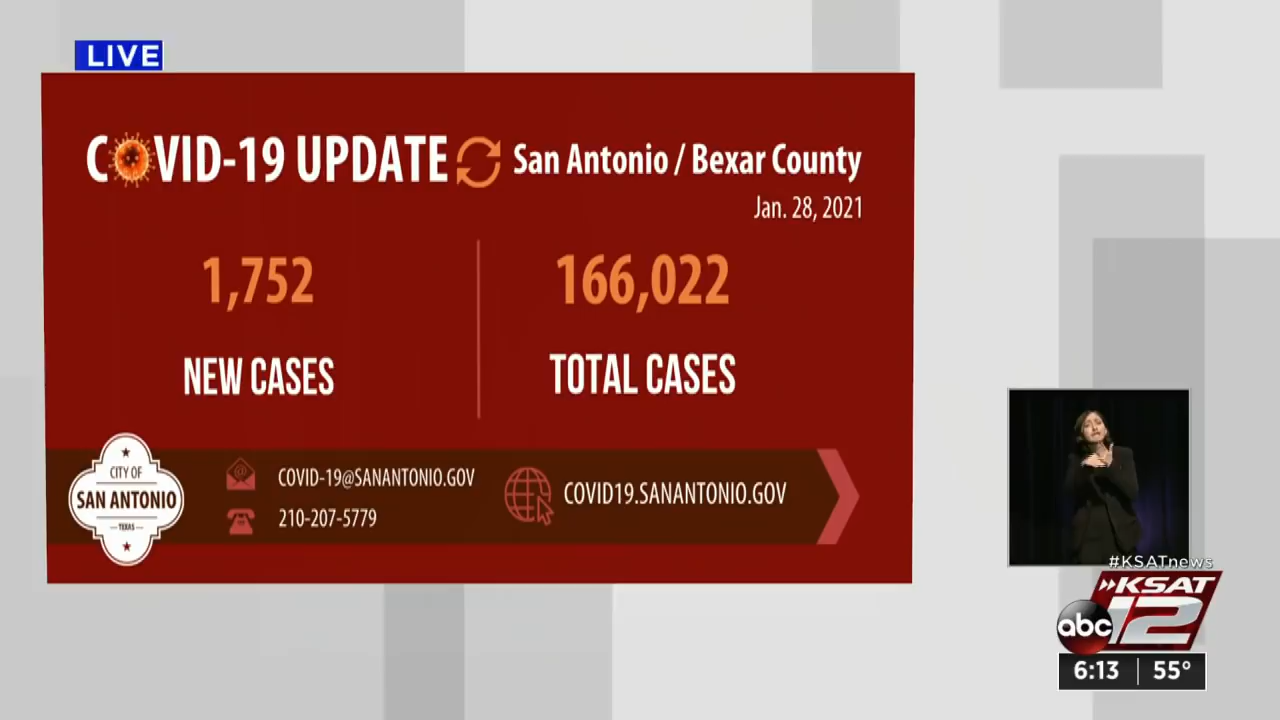 LIVE
COVID-19 UPDATE
San Antonio / Bexar County
Jan. 28, 2021
1,752
NEW CASES
166,022
TOTAL CASES
CITY OF
SAN ANTONIO
TEXAS
COVID-19@SANANTONIO.GOV
210-207-5779
COVID19.SANANTONIO.GOV
#KSATnews
KSAT
abc 12
6:13 55°